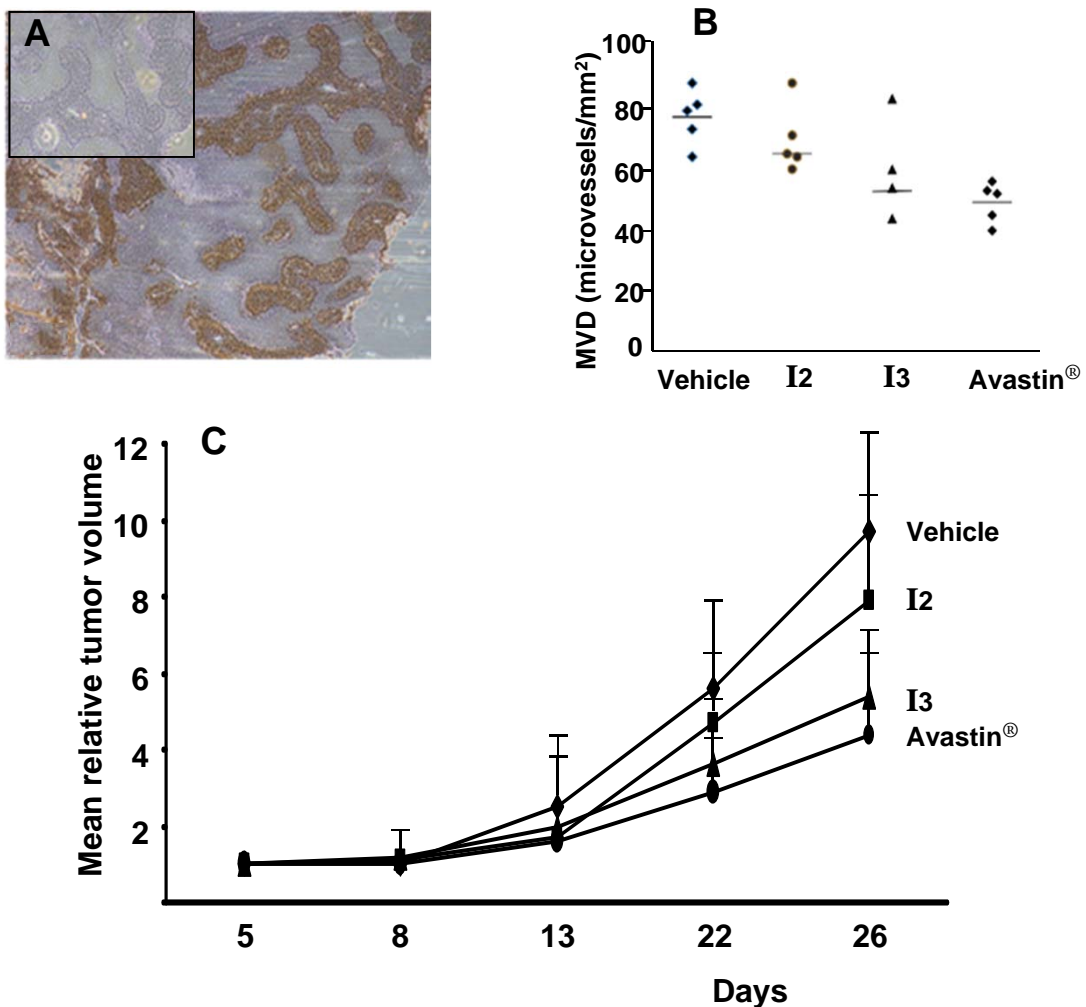 A
B
MVD (microvessels/mm²)
100
80
60
40
20
0
Vehicle I2 I3 Avastin®
C
Mean relative tumor volume
12
10
8
6
4
2
Vehicle
I2
I3
Avastin®
5 8 13 22 26
Days